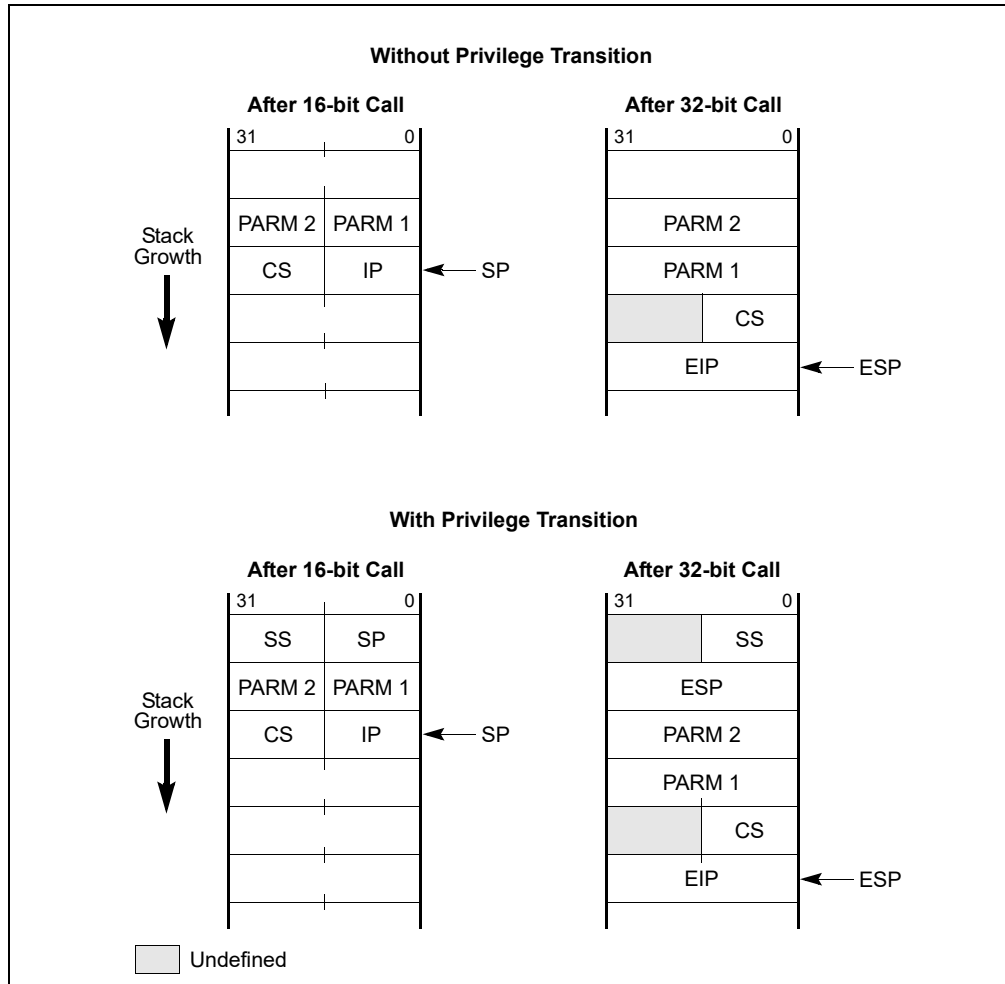 Without Privilege Transition
After 16-bit Call After 32-bit Call
31 0 31 0
PARM 2 PARM 1 PARM 2
Stack
Growth
CS IP SP PARM 1
CS
EIP ESP
With Privilege Transition
After 16-bit Call After 32-bit Call
31 0 31 0
SS SP SS
PARM 2 PARM 1 ESP
Stack
Growth
CS IP SP PARM 2
PARM 1
CS
EIP ESP
Undefined